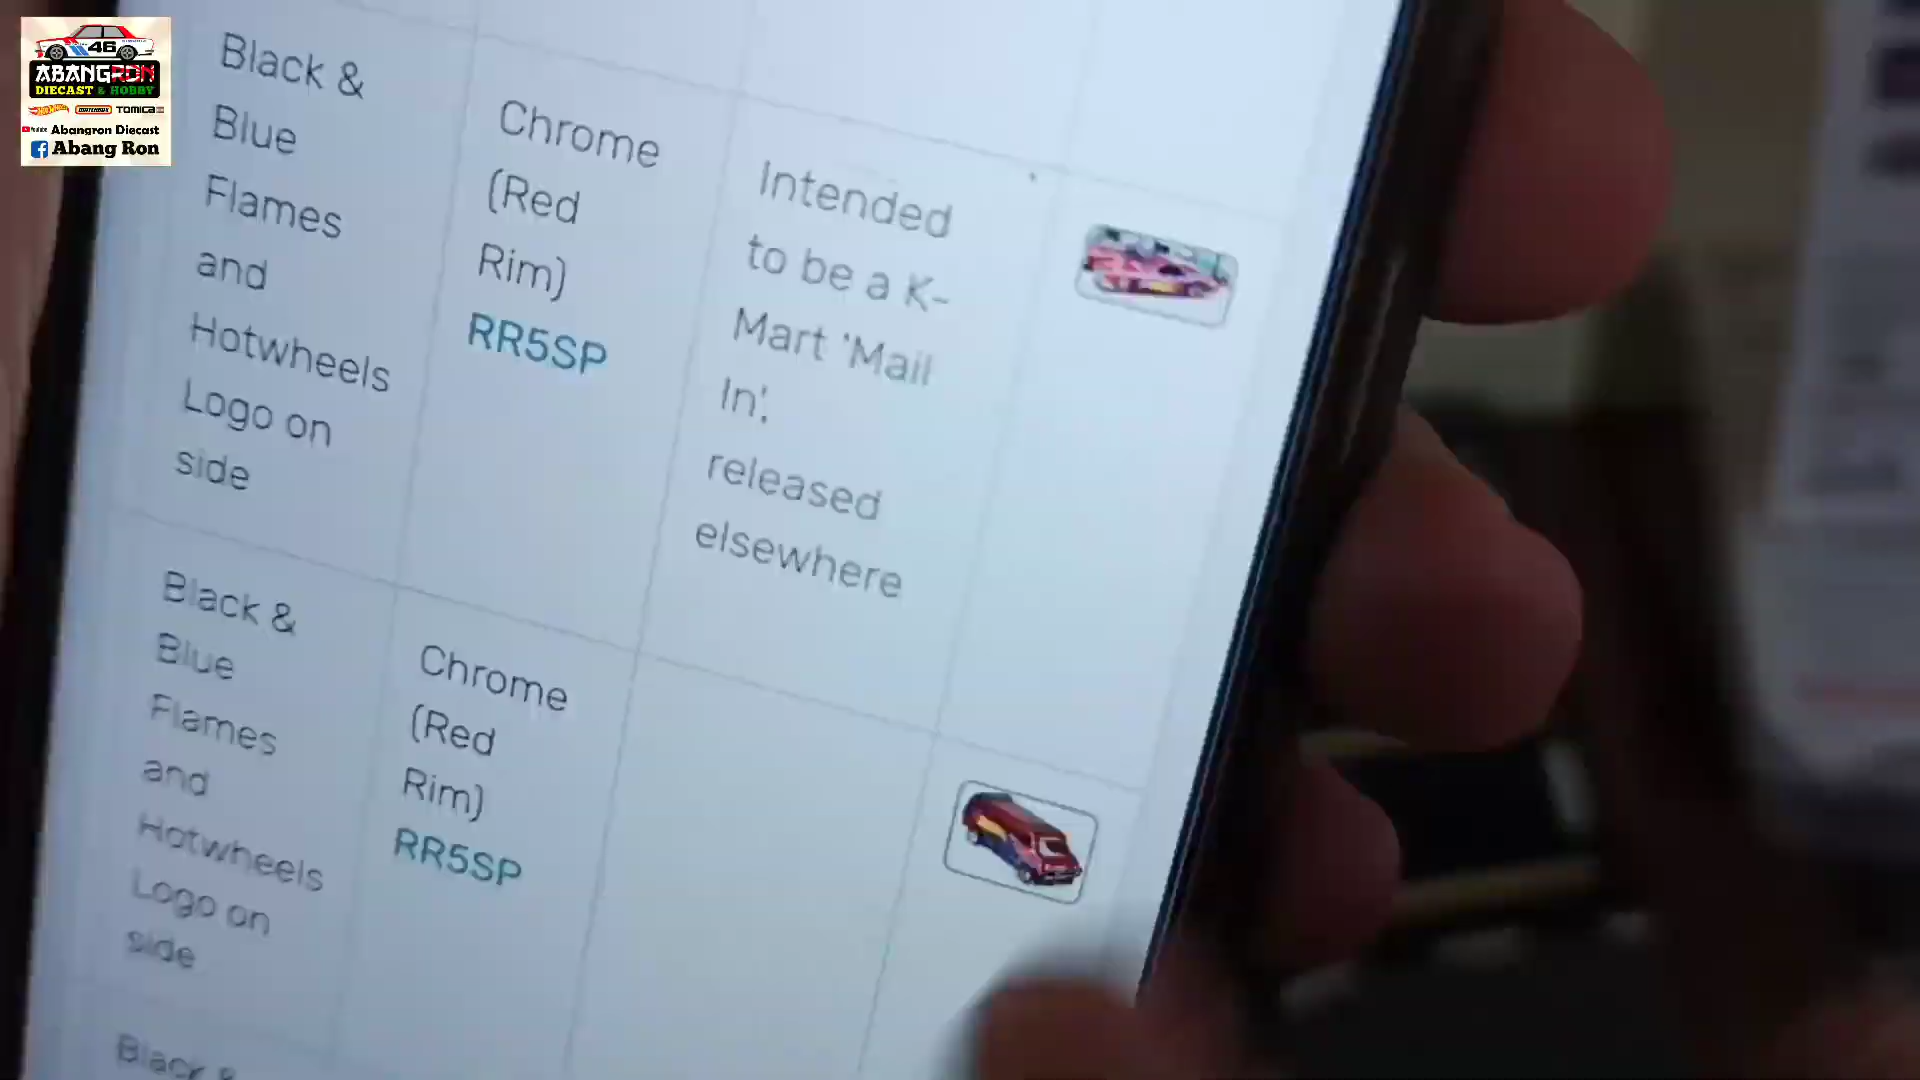 46
ABANGRON
DIECAST & HOBBY
TOMICA
Abangron Diecast
Abang Ron
Black &
Blue
Flames
and
Hotwheels
Logo on
side
Chrome
(Red
Rim)
RR5SP
Intended
to be a K-
Mart 'Mail
In',
released
elsewhere
Black &
Blue
Flames
and
Hotwheels
Logo on
side
Chrome
(Red
Rim)
RR5SP
Black &